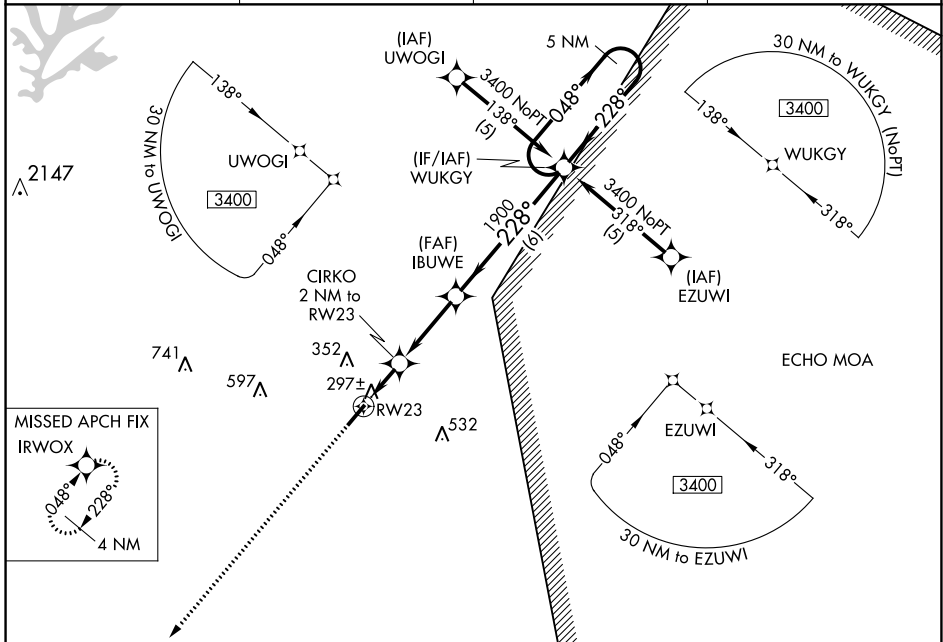 (IAF)
UWOGI
5 NM
3400 NoPT
138°
(5)
048°
228°
30 NM to WUKGY (NoPT)
138°
3400
WUKGY
318°
138°
30 NM to UWOGI
UWOGI
3400
048°
2147
(IF/IAF)
WUKGY
3400 NoPT
318°
(5)
(IAF)
EZUWI
1900
228°
(6)
(FAF)
IBUWE
CIRKO
2 NM to
RW23
741
352
597
297±
RW23
532
ECHO MOA
EZUWI
048°
318°
3400
30 NM to EZUWI
MISSED APCH FIX
IRWOX
048°
228°
4 NM